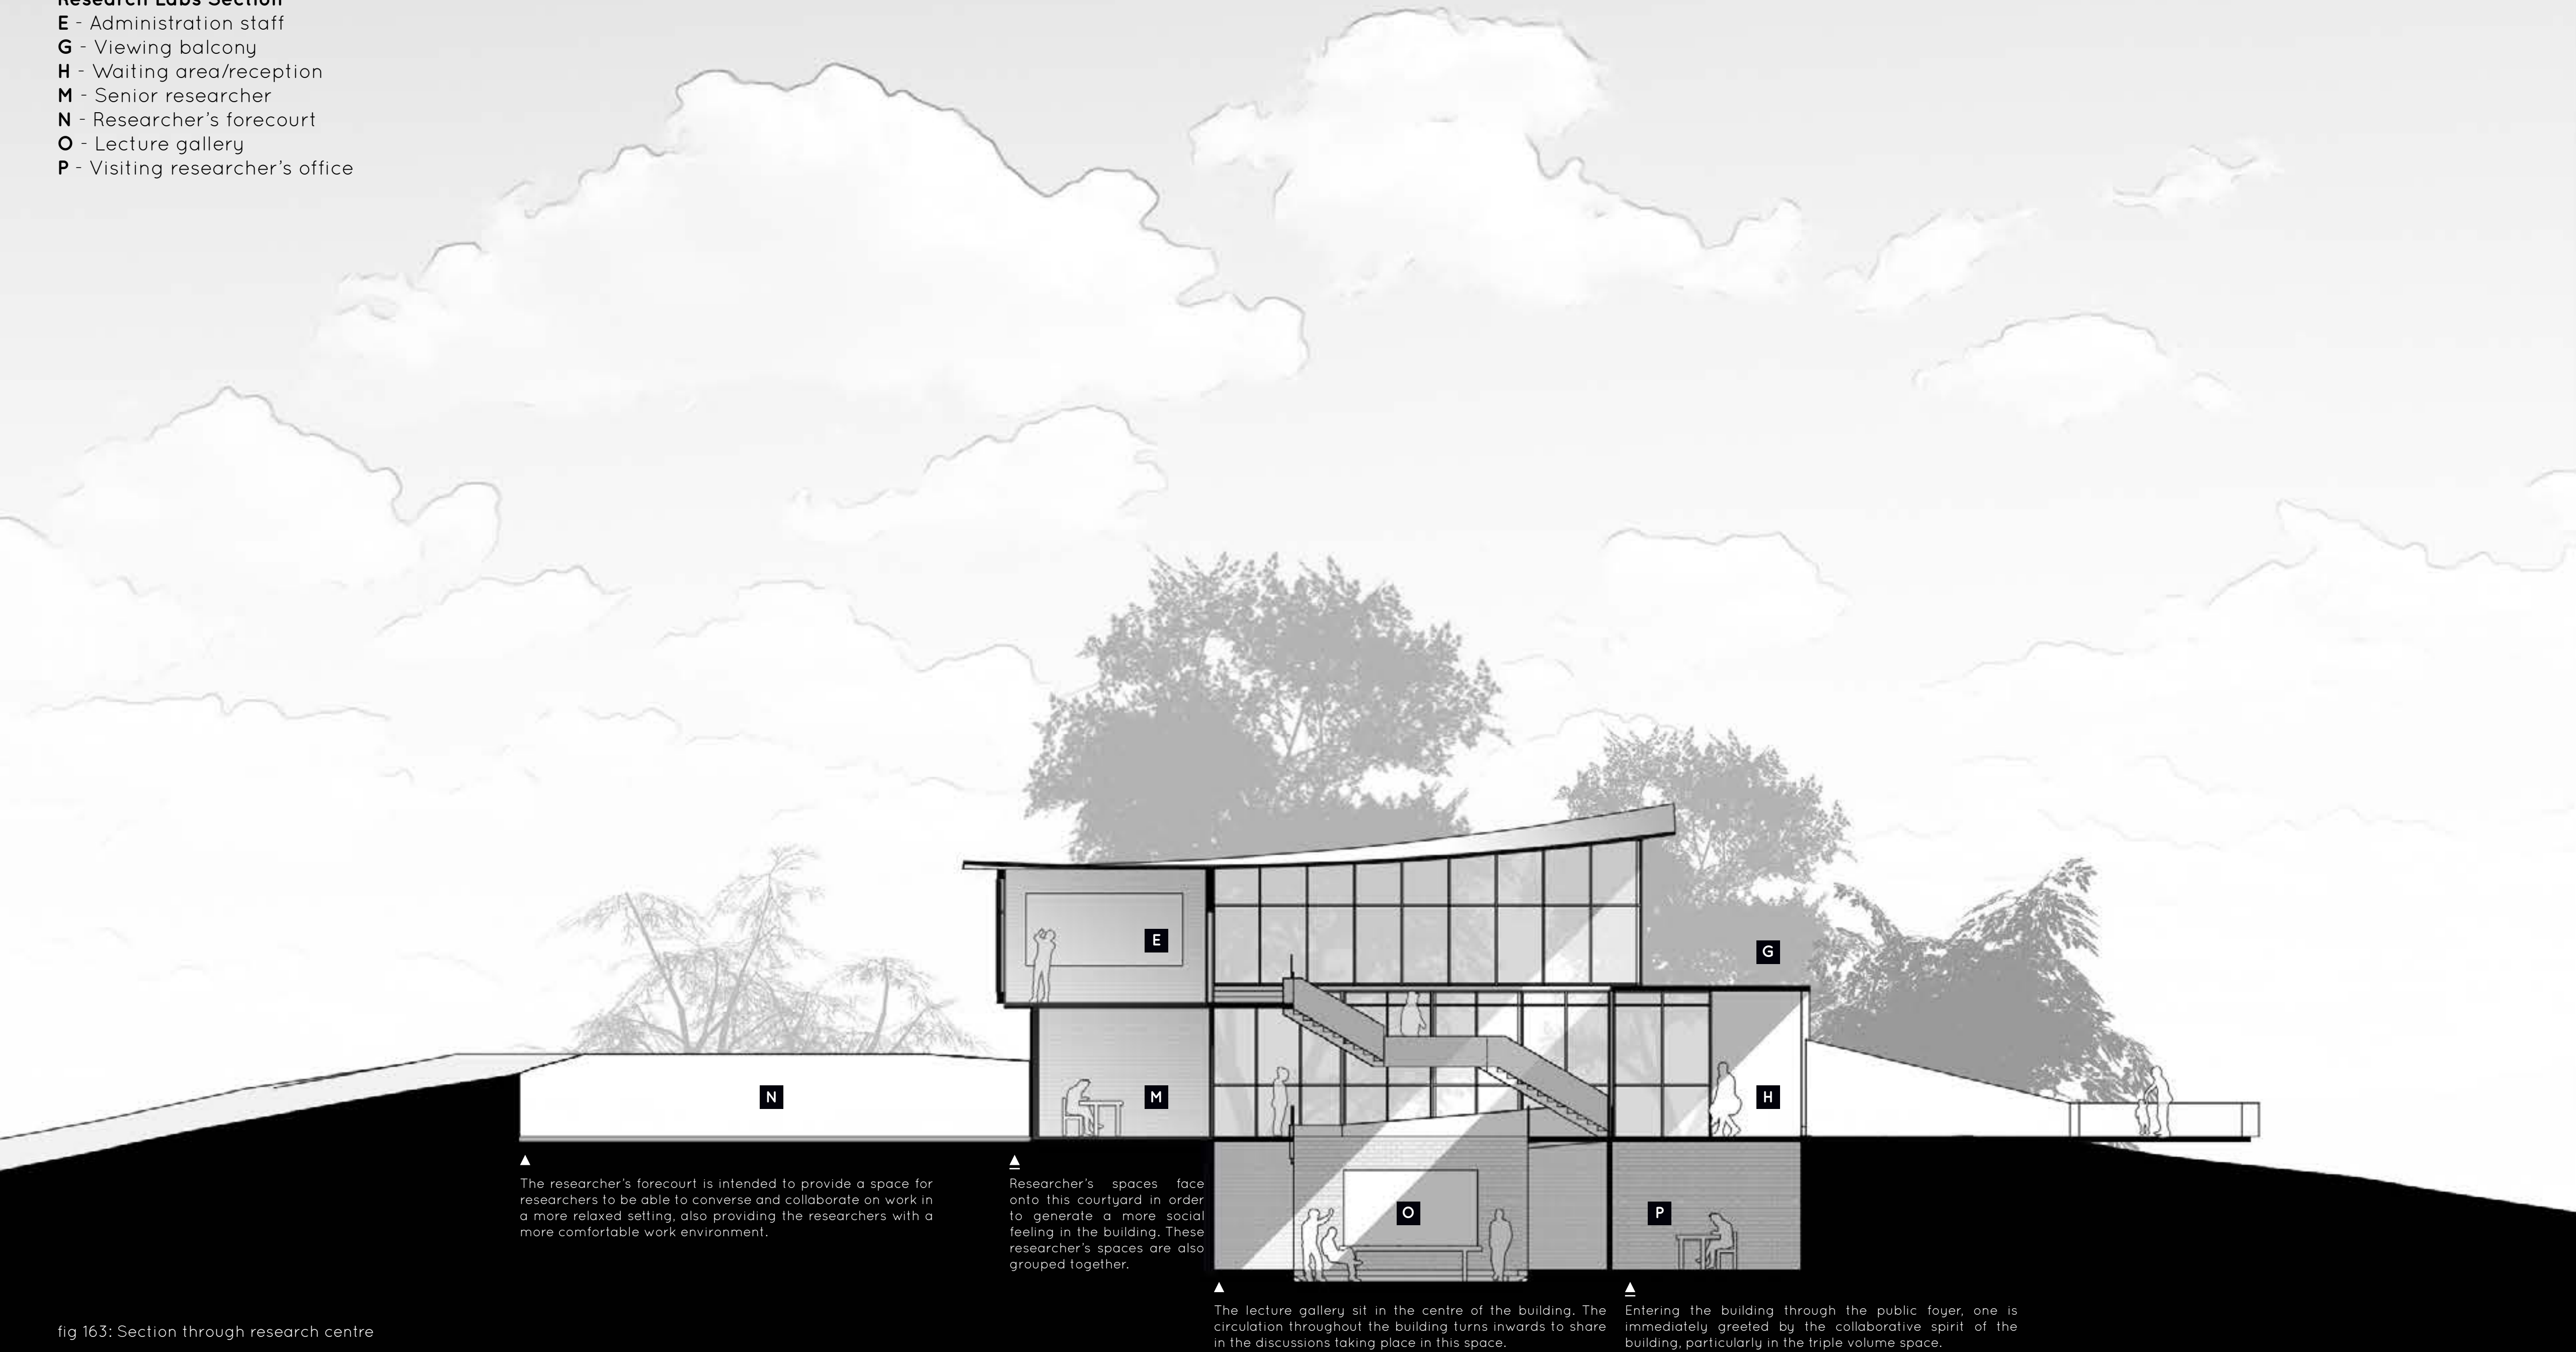 Research Labs Section
E - Administration staff
G - Viewing balcony
H - Waiting area/reception
M - Senior researcher
N - Researcher's forecourt
O - Lecture gallery
P - Visiting researcher's office
E
G
N
M
H
O
P
The researcher's forecourt is intended to provide a space for
researchers to be able to converse and collaborate on work in
a more relaxed setting, also providing the researchers with a
more comfortable work environment.
Researcher's spaces face
onto this courtyard in order
to generate a more social
feeling in the building. These
researcher's spaces are also
grouped together.
The lecture gallery sit in the centre of the building. The
circulation throughout the building turns inwards to share
in the discussions taking place in this space.
Entering the building through the public foyer, one is
immediately greeted by the collaborative spirit of the
building, particularly in the triple volume space.
fig 163: Section through research centre